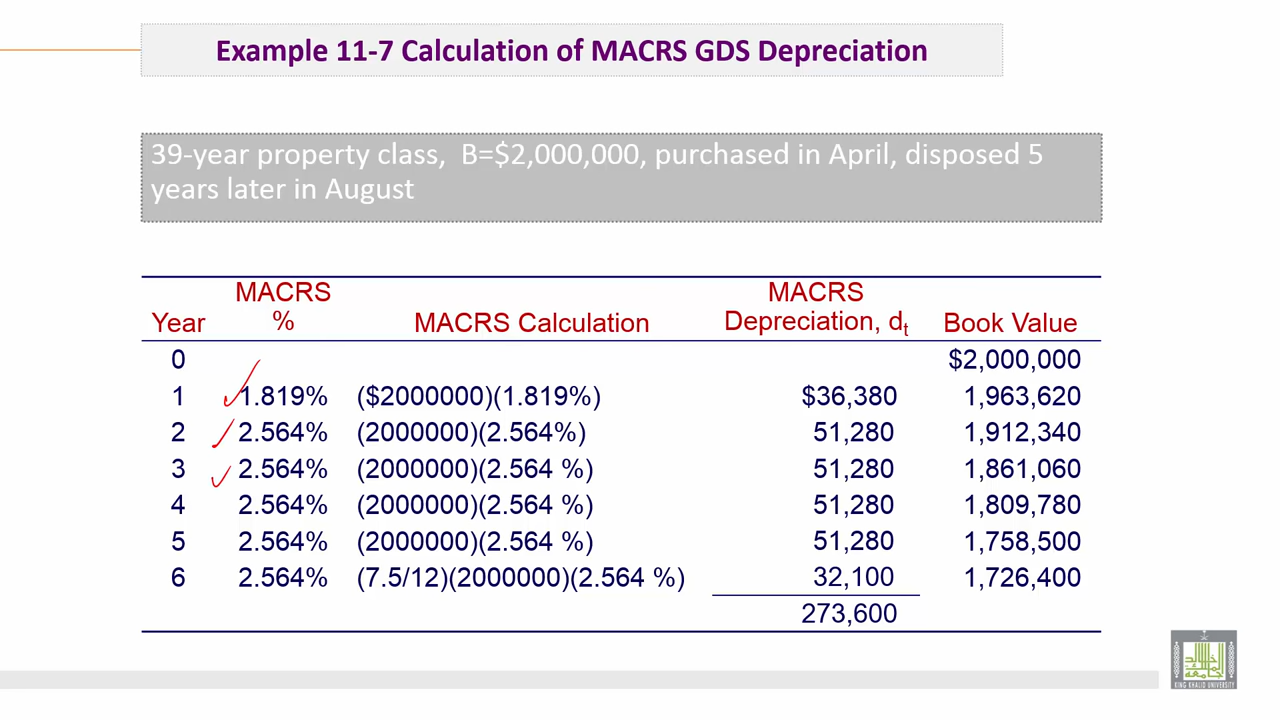 Example 11-7 Calculation of MACRS GDS Depreciation
39-year property class, B=$2,000,000, purchased in April, disposed 5
years later in August
Year MACRS % MACRS Calculation MACRS Depreciation, dt Book Value
0 $2,000,000
1 1.819% ($2000000)(1.819%) $36,380 1,963,620
2 2.564% (2000000)(2.564%) 51,280 1,912,340
3 2.564% (2000000)(2.564 %) 51,280 1,861,060
4 2.564% (2000000)(2.564 %) 51,280 1,809,780
5 2.564% (2000000)(2.564 %) 51,280 1,758,500
6 2.564% (7.5/12)(2000000)(2.564 %) 32,100 1,726,400
273,600
KING KHALID UNIVERSITY